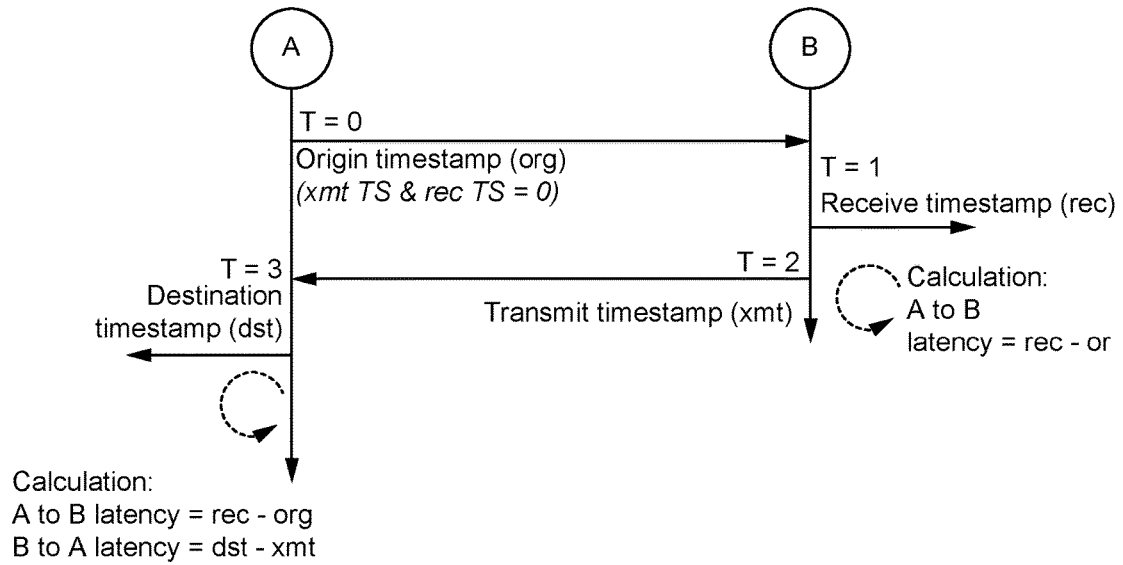 A
B
T = 0
Origin timestamp (org)
(xmt TS & rec TS = 0)
T = 1
Receive timestamp (rec)
T = 2
Transmit timestamp (xmt)
Calculation:
A to B
latency = rec - or
T = 3
Destination
timestamp (dst)
Calculation:
A to B latency = rec - org
B to A latency = dst - xmt